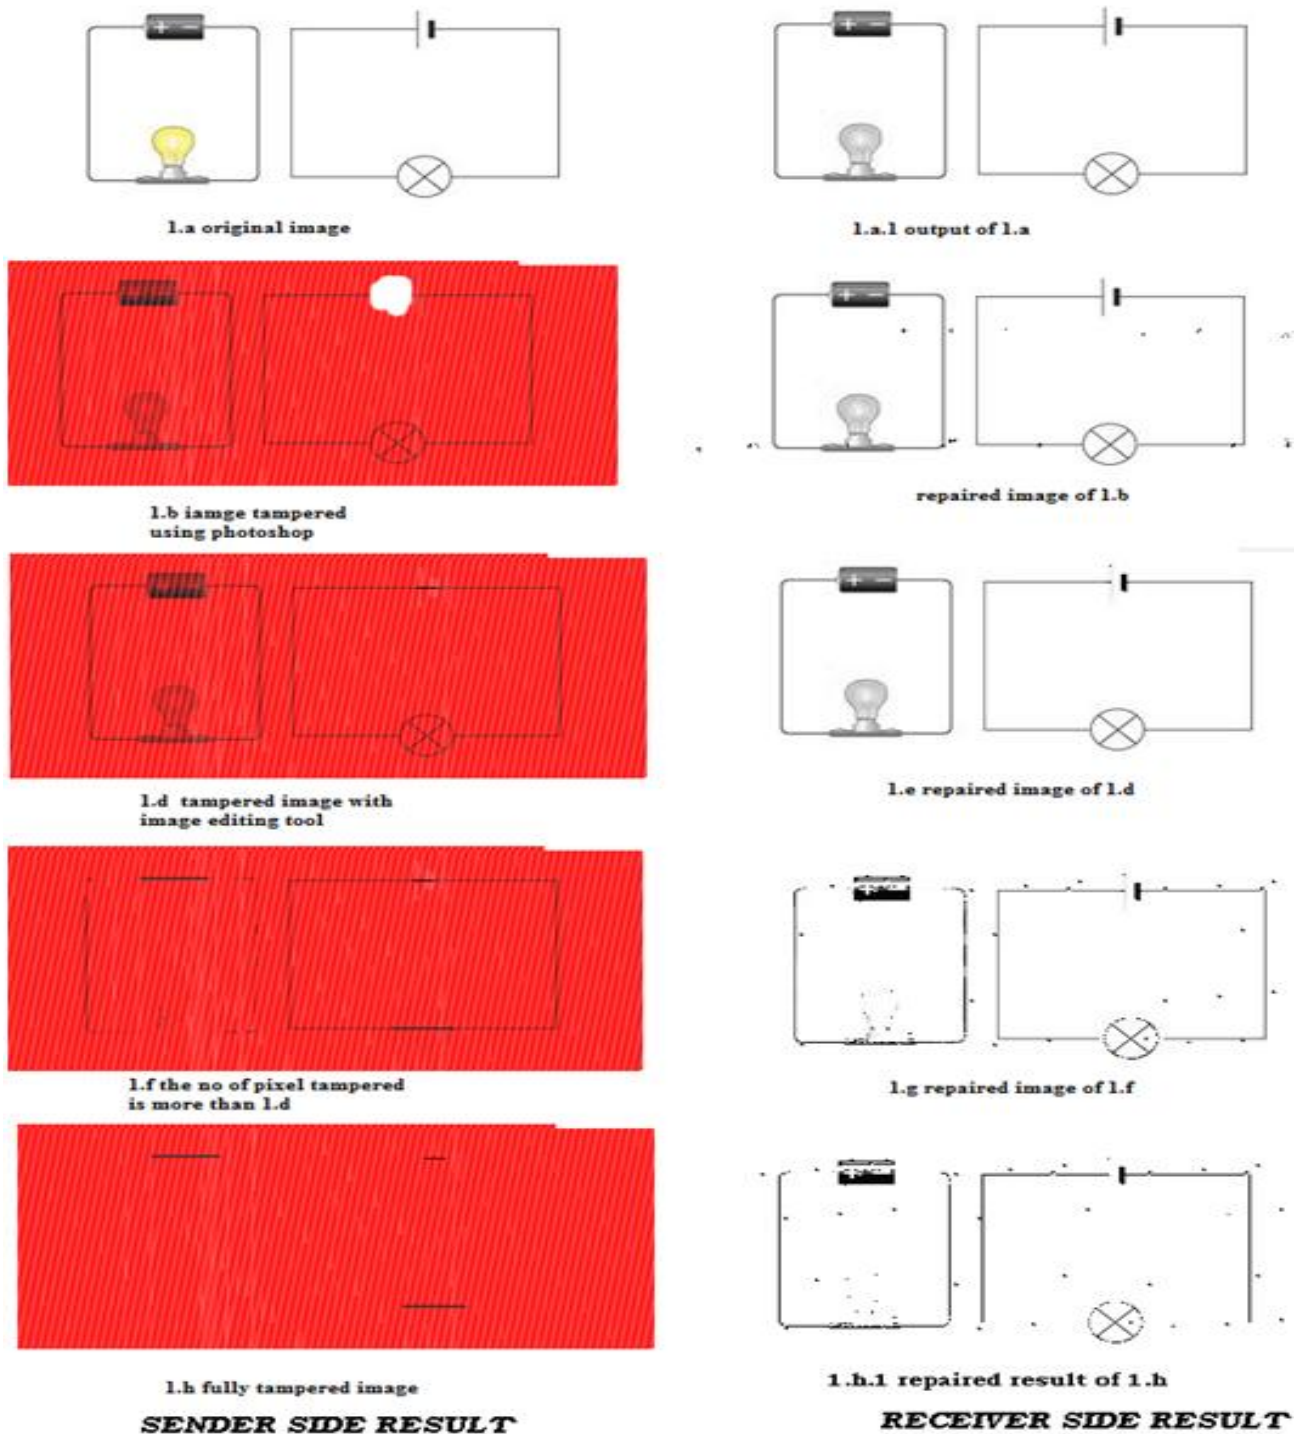 1.a original image
1.a.1 output of 1.a
1.b iamge tampered
using photoshop
repaired image of 1.b
1.d tampered image with
image editing tool
1.e repaired image of 1.d
1.f the no of pixel tampered
is more than 1.d
1.g repaired image of 1.f
1.h fully tampered image
1.h.1 repaired result of 1.h
SENDER SIDE RESULT
RECEIVER SIDE RESULT